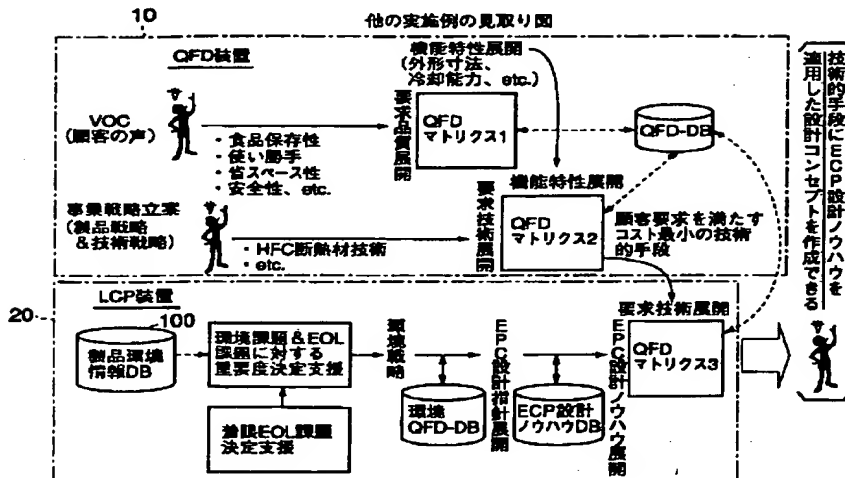 他の実施例の見取り図
10
QFD装置
VOC
(顧客の声)
・食品保存性
・使い勝手
・省スペース性
・安全性、etc.
機能特性展開
(外形寸法、
冷却能力、etc.)
要求品質展開
QFD
マトリクス1
QFD-DB
事業戦略立案
(製品戦略
&技術戦略)
・HFC断熱材技術
・etc.
機能特性展開
要求技術展開
QFD
マトリクス2
顧客要求を満たす
コスト最小の技術
的手段
技術的手段にECP設計ノウハウを
適用した設計コンセプトを作成できる
20
LCP装置
100
製品環境
情報DB
環境課題&EOL
課題に対する
重要度決定支援
EOL課題
決定支援
環境戦略
環境
QFD-DB
EPC設計指針展開
ECP設計
ノウハウDB
EPC設計ノウハウ展開
要求技術展開
QFD
マトリクス3